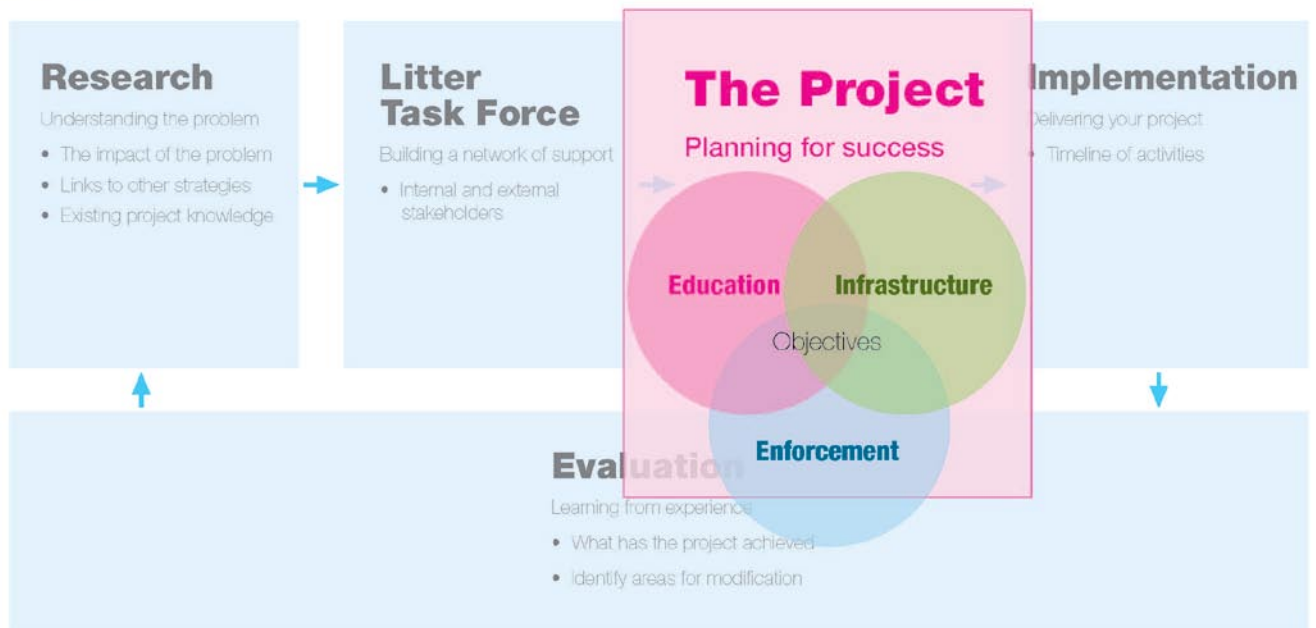 Research
Understanding the problem
• The impact of the problem
• Links to other strategies
• Existing project knowledge
Litter
Task Force
Building a network of support
• Internal and external
stakeholders
The Project
Planning for success
Education
Infrastructure
Objectives
Enforcement
Implementation
Delivering your project
• Timeline of activities
Evaluation
Learning from experience
• What has the project achieved
• Identify areas for modification